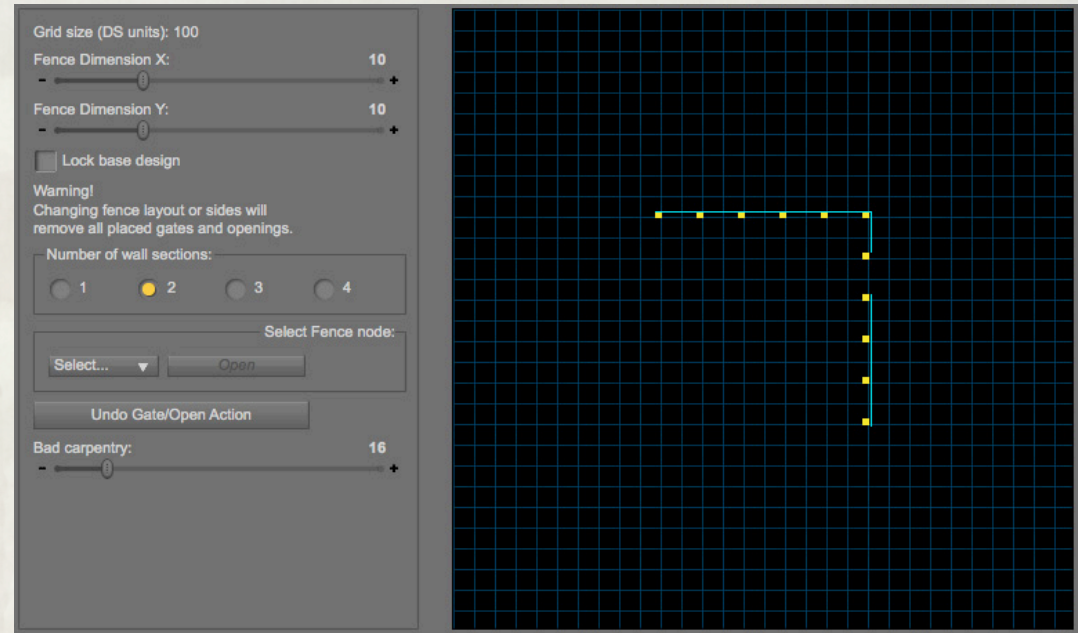 Grid size (DS units): 100
Fence Dimension X: 10
- +
Fence Dimension Y: 10
- +
Lock base design
Warning!
Changing fence layout or sides will
remove all placed gates and openings.
Number of wall sections:
1 2 3 4
Select Fence node:
Select... Open
Undo Gate/Open Action
Bad carpentry: 16
- +